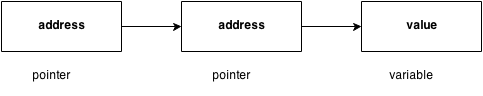 address address value
pointer pointer variable